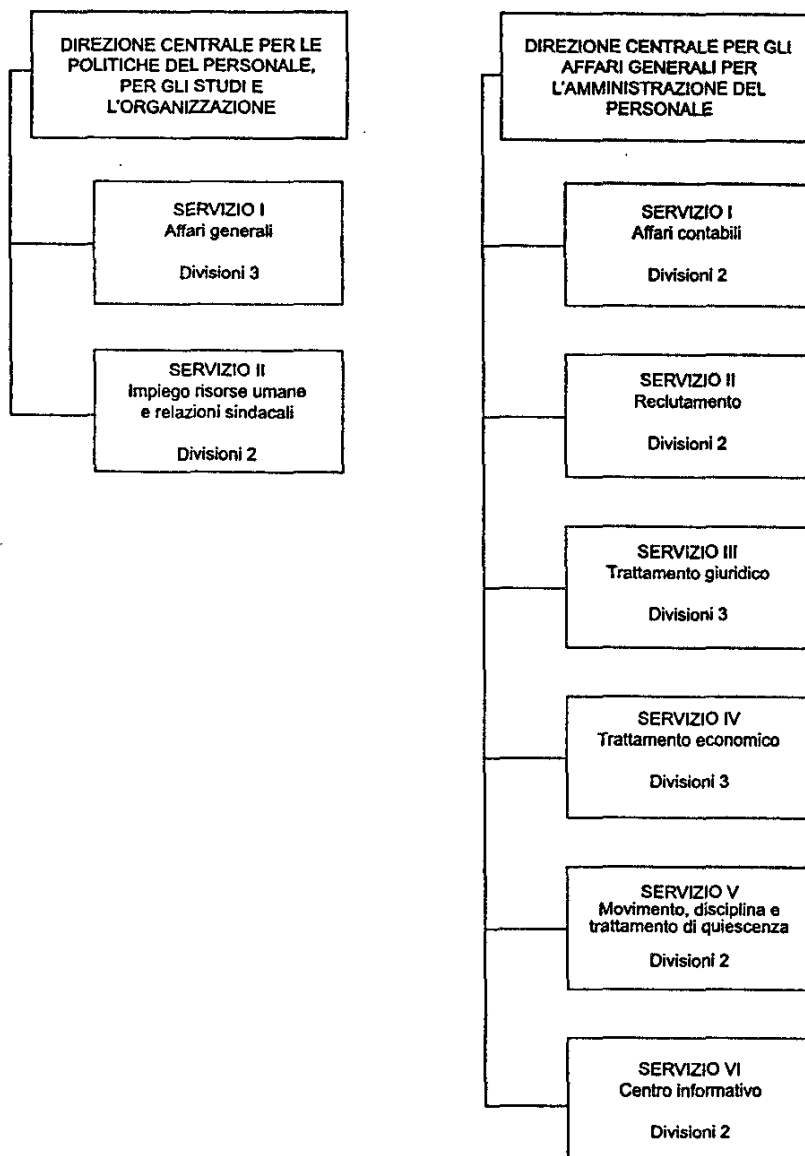 DIREZIONE CENTRALE PER LE
POLITICHE DEL PERSONALE,
PER GLI STUDI E
L'ORGANIZZAZIONE
SERVIZIO I
Affari generali
Divisioni 3
SERVIZIO II
Impiego risorse umane
e relazioni sindacali
Divisioni 2
DIREZIONE CENTRALE PER GLI
AFFARI GENERALI PER
L'AMMINISTRAZIONE DEL
PERSONALE
SERVIZIO I
Affari contabili
Divisioni 2
SERVIZIO II
Reclutamento
Divisioni 2
SERVIZIO III
Trattamento giuridico
Divisioni 3
SERVIZIO IV
Trattamento economico
Divisioni 3
SERVIZIO V
Movimento, disciplina e
trattamento di quiescenza
Divisioni 2
SERVIZIO VI
Centro informativo
Divisioni 2